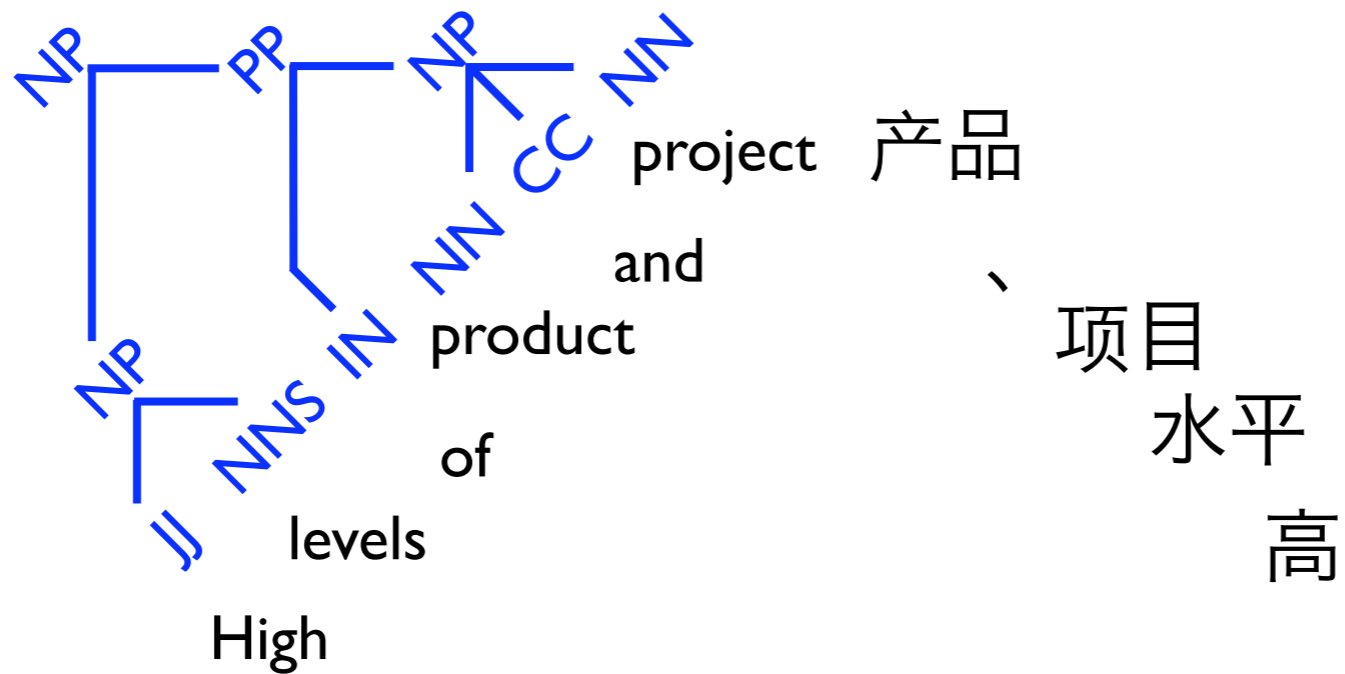 NP PP NP NN
CC
project 产品
NN
and 、
IN product 项目
NP
NNS 水平
of
JJ levels 高
High